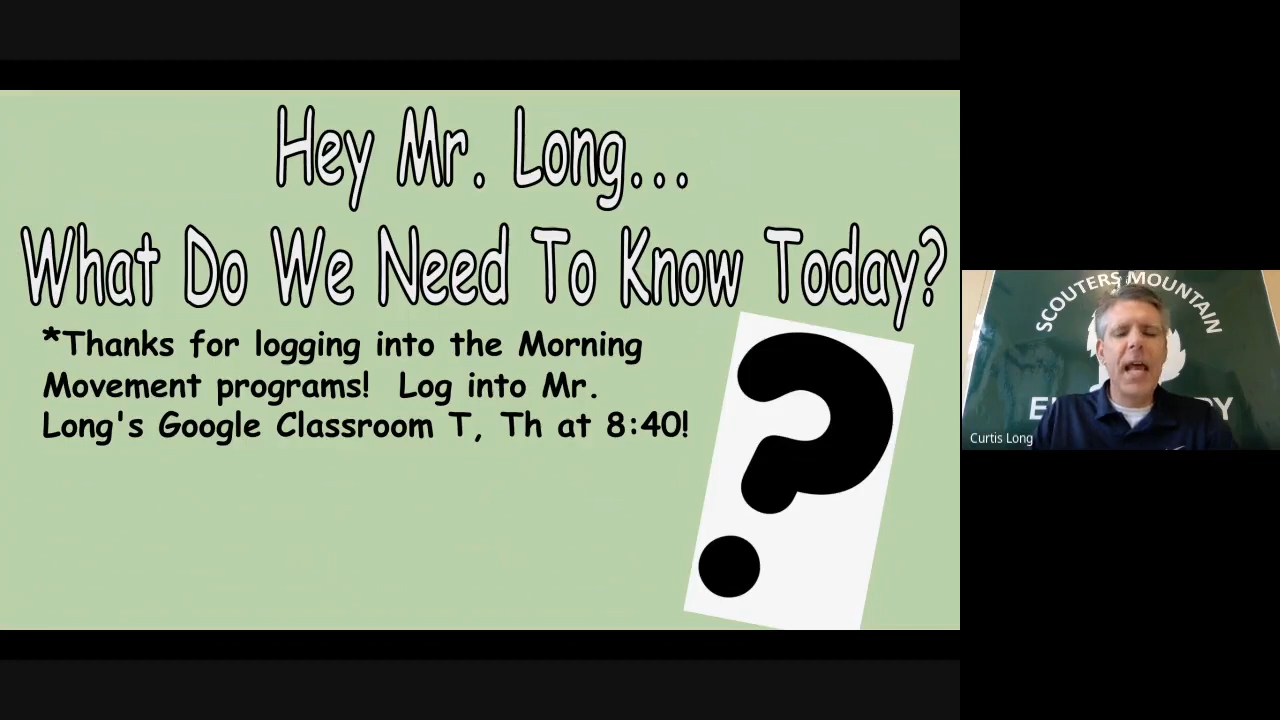 Hey Mr. Long...
What Do We Need To Know Today?
*Thanks for logging into the Morning
Movement programs!  Log into Mr.
Long's Google Classroom T, Th at 8:40!
?
SCOUTERS MOUNTAIN
Curtis Long